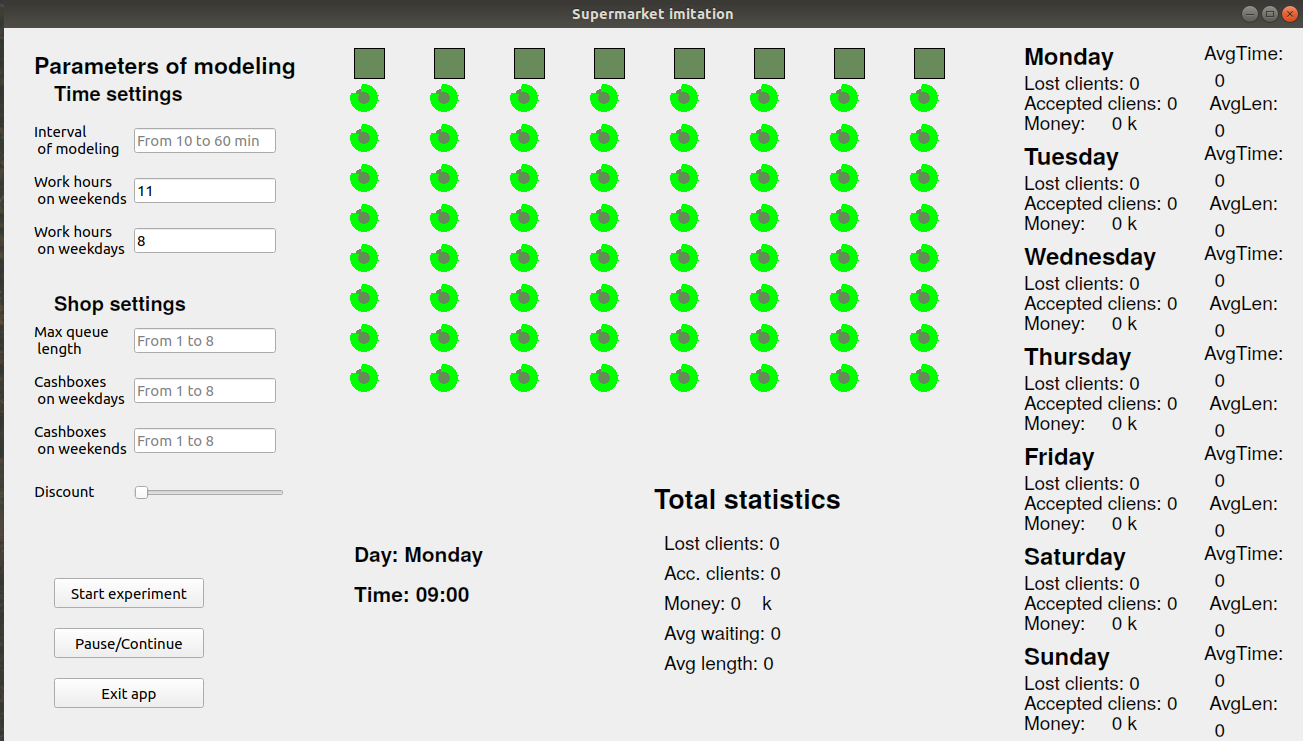 Supermarket imitation
Parameters of modeling
Time settings
Interval
of modeling
From 10 to 60 min
Work hours
on weekends
11
Work hours
on weekdays
8
Shop settings
Max queue
length
From 1 to 8
Cashboxes
on weekdays
From 1 to 8
Cashboxes
on weekends
From 1 to 8
Discount
Start experiment
Pause/Continue
Exit app
Day: Monday
Time: 09:00
Total statistics
Lost clients: 0
Acc. clients: 0
Money: 0 k
Avg waiting: 0
Avg length: 0
Monday
Lost clients: 0
Accepted cliens: 0
Money: 0 k
AvgTime:
0
AvgLen:
0
Tuesday
Lost clients: 0
Accepted cliens: 0
Money: 0 k
AvgTime:
0
AvgLen:
0
Wednesday
Lost clients: 0
Accepted cliens: 0
Money: 0 k
AvgTime:
0
AvgLen:
0
Thursday
Lost clients: 0
Accepted cliens: 0
Money: 0 k
AvgTime:
0
AvgLen:
0
Friday
Lost clients: 0
Accepted cliens: 0
Money: 0 k
AvgTime:
0
AvgLen:
0
Saturday
Lost clients: 0
Accepted cliens: 0
Money: 0 k
AvgTime:
0
AvgLen:
0
Sunday
Lost clients: 0
Accepted cliens: 0
Money: 0 k
AvgTime:
0
AvgLen:
0